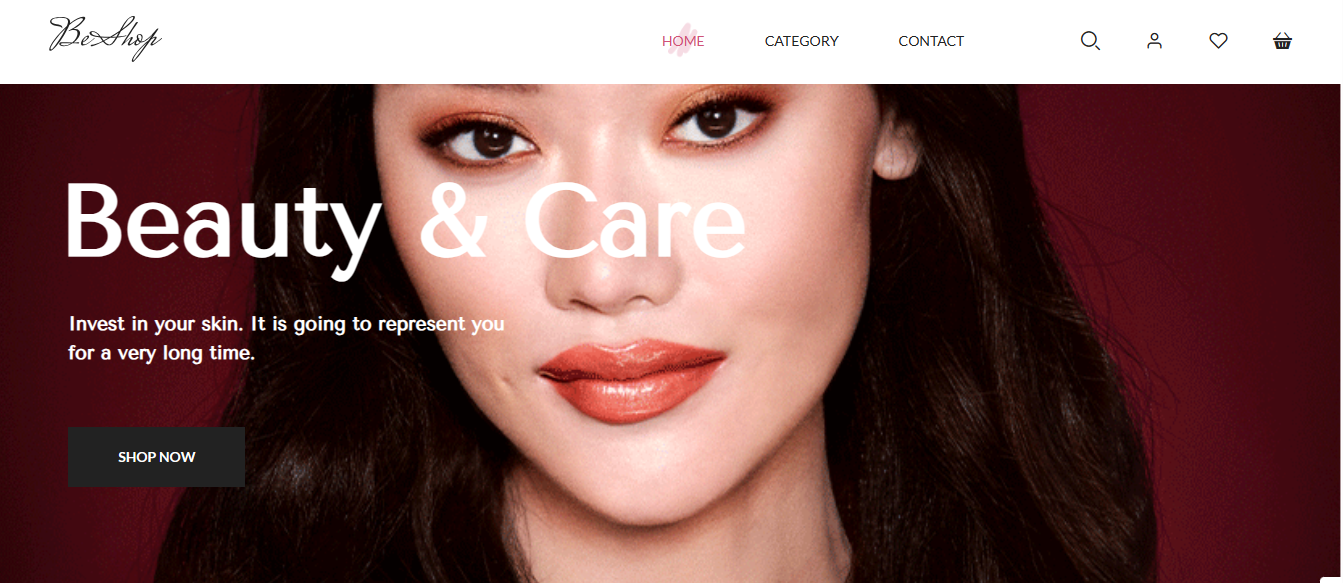 BeShop
HOME
CATEGORY
CONTACT
Beauty & Care
Invest in your skin. It is going to represent you
for a very long time.
SHOP NOW